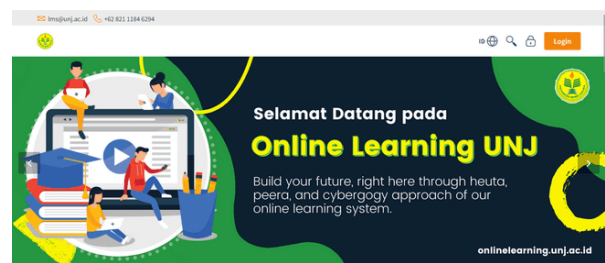 lms@unj.ac.id +62 821 1184 6294
ID Login
Selamat Datang pada
Online Learning UNJ
Build your future, right here through heuta,
peera, and cybergogy approach of our
online learning system.
onlinelearning.unj.ac.id